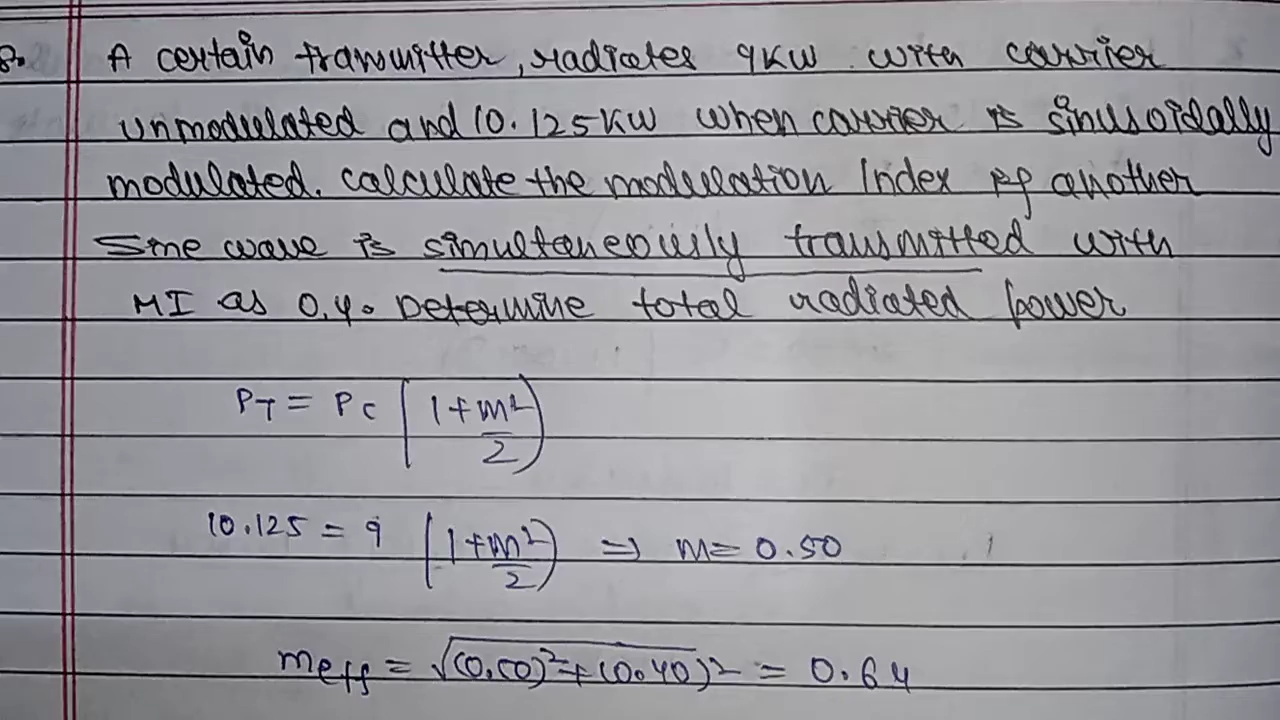 8. A certain transmitter, radiates 9KW with carrier
unmodulated and 10.125KW when carrier is sinusoidally
modulated. calculate the modulation Index if another
Sine wave is simultaneously transmitted with
MI as 0.4. Determine total radiated power
PT = Pc (1+m²/2)
10.125 = 9 (1+m²/2) ⇒ m= 0.50
meff = √(0.50)²+(0.40)² = 0.64